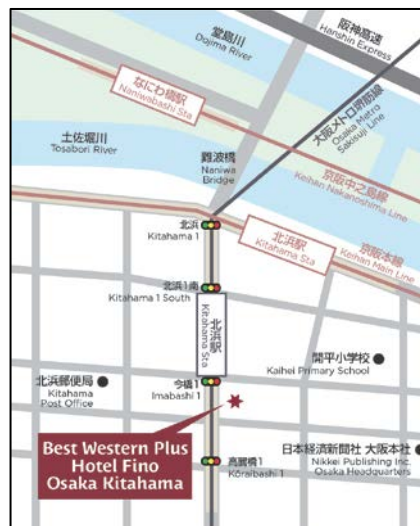 阪神高速
Hanshin Express
堂島川
Dojima River
なにわ橋駅
Naniwabashi Sta
大阪メトロ堺筋線
Osaka Matro
Sakisuji Line
土佐堀川
Tosabori River
難波橋
Naniwa
Bridge
京阪中之島線
Keihan Nakanoshima Line
北浜
Kitahama 1
北浜駅
Kitahama Sta
京阪本線
Keihan Main Line
北浜1南
Kitahama 1 South
北浜駅
Kitahama Sta
開平小学校
Kaihei Primary School
北浜郵便局
Kitahama
Post Office
今橋1
Imabashi 1
Best Western Plus
Hotel Fino
Osaka Kitahama
日本経済新聞社 大阪本社
Nikkei Publishing Inc.
Osaka Headquarters
高麗橋1
Kōraibashi 1